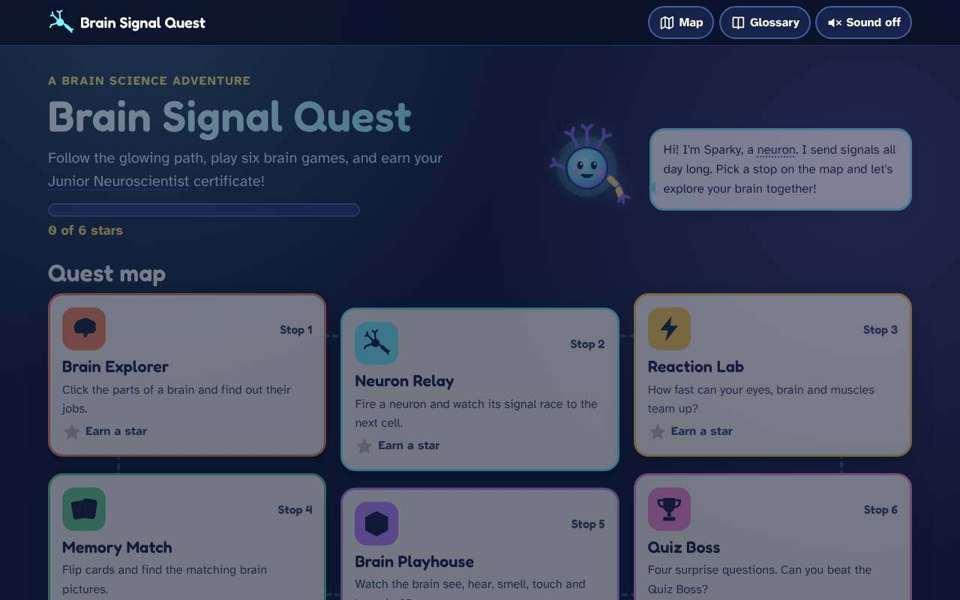 Brain Signal Quest
Map
Glossary
Sound off
A BRAIN SCIENCE ADVENTURE
Brain Signal Quest
Follow the glowing path, play six brain games, and earn your
Junior Neuroscientist certificate!
0 of 6 stars
Hi! I'm Sparky, a neuron. I send signals all
day long. Pick a stop on the map and let's
explore your brain together!
Quest map
Stop 1
Brain Explorer
Click the parts of a brain and find out their
jobs.
Earn a star
Stop 2
Neuron Relay
Fire a neuron and watch its signal race to the
next cell.
Earn a star
Stop 3
Reaction Lab
How fast can your eyes, brain and muscles
team up?
Earn a star
Stop 4
Memory Match
Flip cards and find the matching brain
pictures.
Stop 5
Brain Playhouse
Watch the brain see, hear, smell, touch and
Stop 6
Quiz Boss
Four surprise questions. Can you beat the
Quiz Boss?